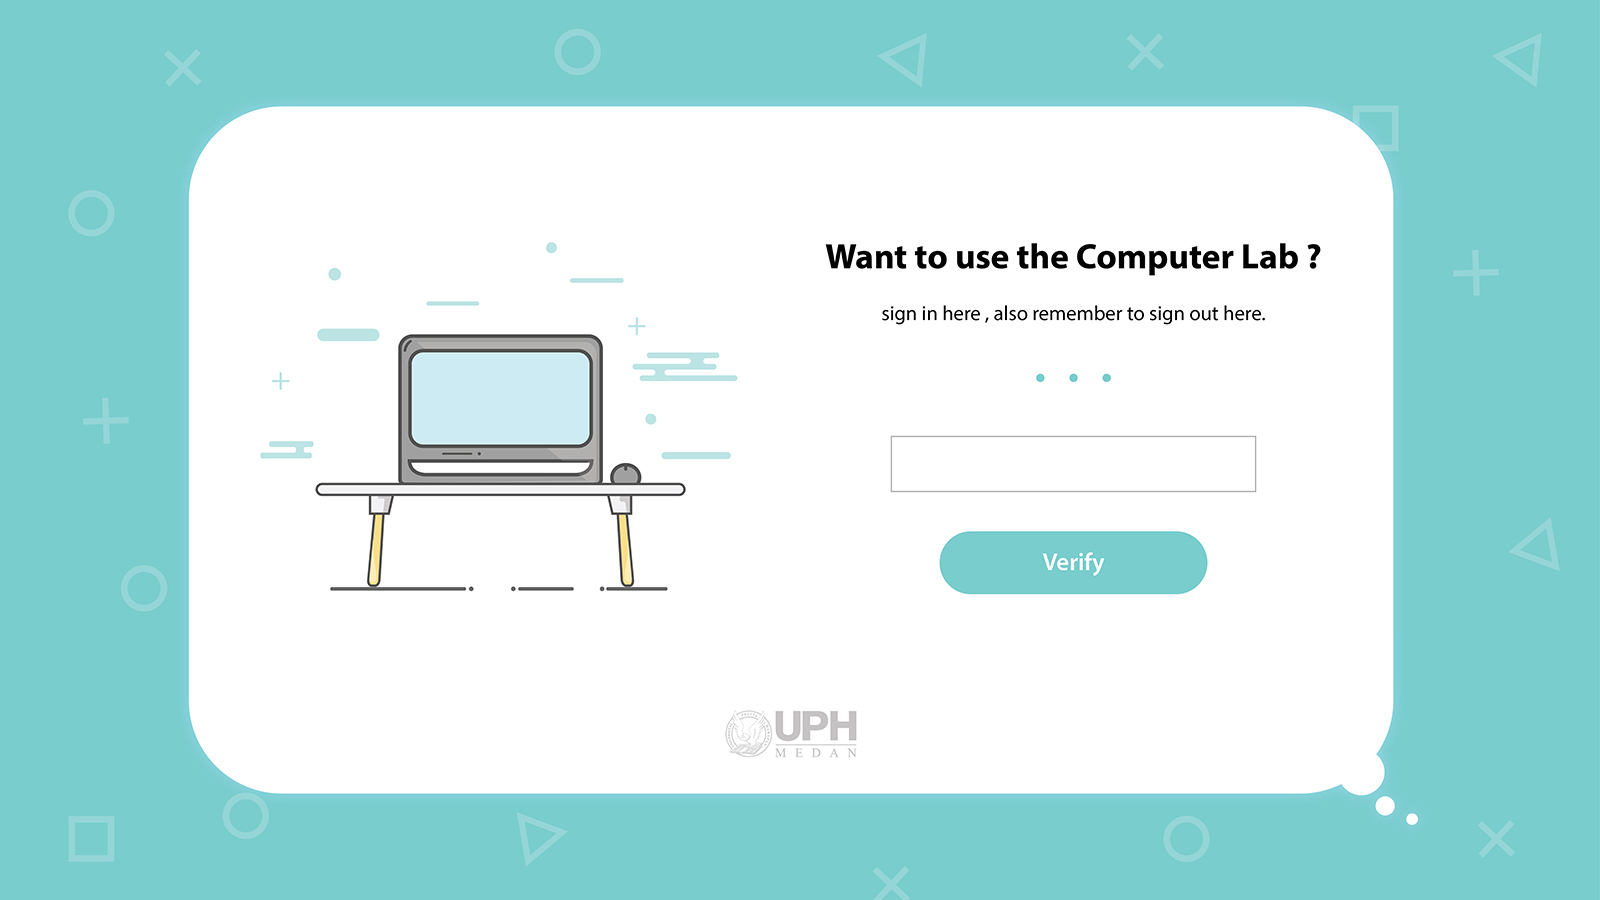 Want to use the Computer Lab ?
sign in here , also remember to sign out here.
Verify
UPH
MEDAN